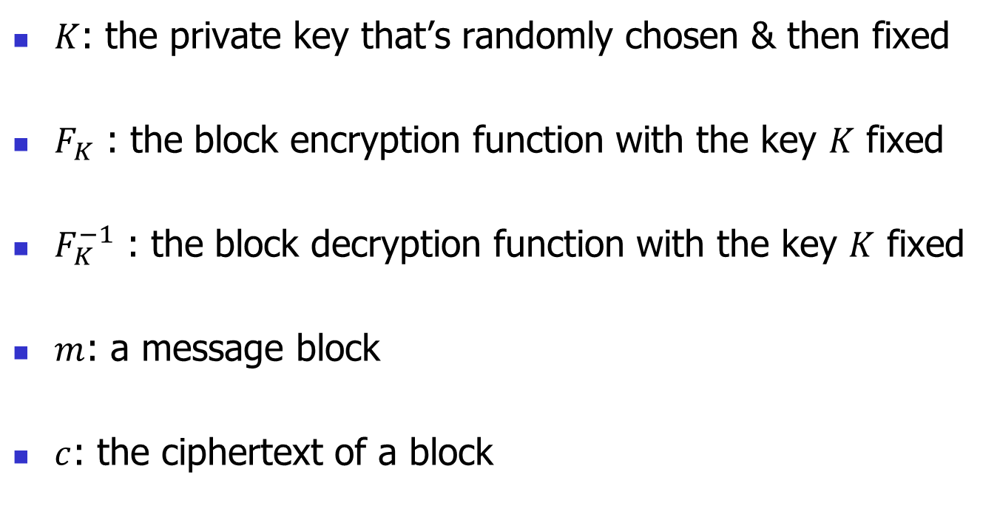 ▪ K: the private key that's randomly chosen & then fixed
▪ F_K : the block encryption function with the key K fixed
▪ F_K^{-1} : the block decryption function with the key K fixed
▪ m: a message block
▪ c: the ciphertext of a block